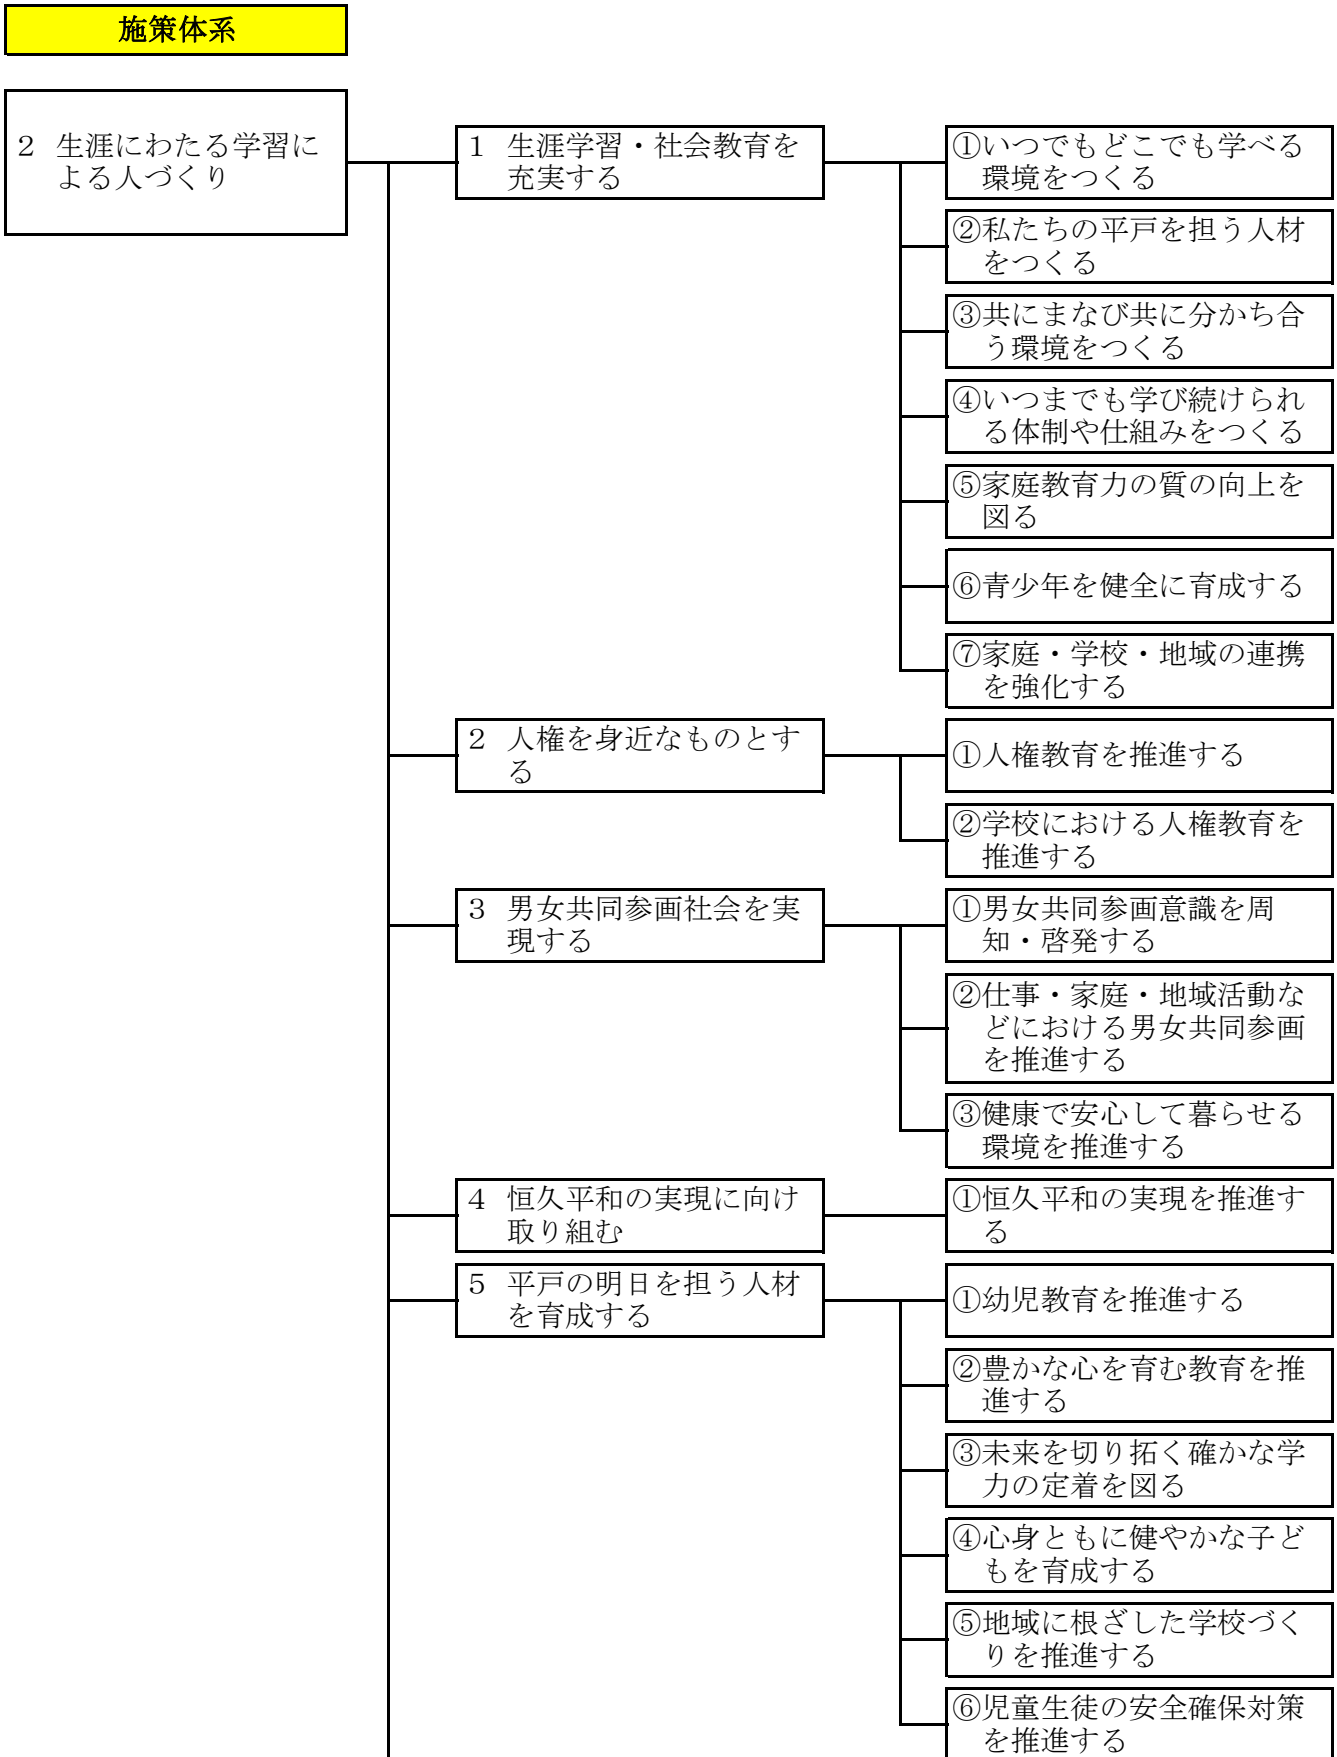 施策体系
２ 生涯にわたる学習に
よる人づくり
１ 生涯学習・社会教育を
充実する
①いつでもどこでも学べる
環境をつくる
②私たちの平戸を担う人材
をつくる
③共にまなび共に分かち合
う環境をつくる
④いつまでも学び続けられ
る体制や仕組みをつくる
⑤家庭教育力の質の向上を
図る
⑥青少年を健全に育成する
⑦家庭・学校・地域の連携
を強化する
２ 人権を身近なものとす
る
①人権教育を推進する
②学校における人権教育を
推進する
３ 男女共同参画社会を実
現する
①男女共同参画意識を周
知・啓発する
②仕事・家庭・地域活動な
どにおける男女共同参画
を推進する
③健康で安心して暮らせる
環境を推進する
４ 恒久平和の実現に向け
取り組む
①恒久平和の実現を推進す
る
５ 平戸の明日を担う人材
を育成する
①幼児教育を推進する
②豊かな心を育む教育を推
進する
③未来を切り拓く確かな学
力の定着を図る
④心身ともに健やかな子ど
もを育成する
⑤地域に根ざした学校づく
りを推進する
⑥児童生徒の安全確保対策
を推進する